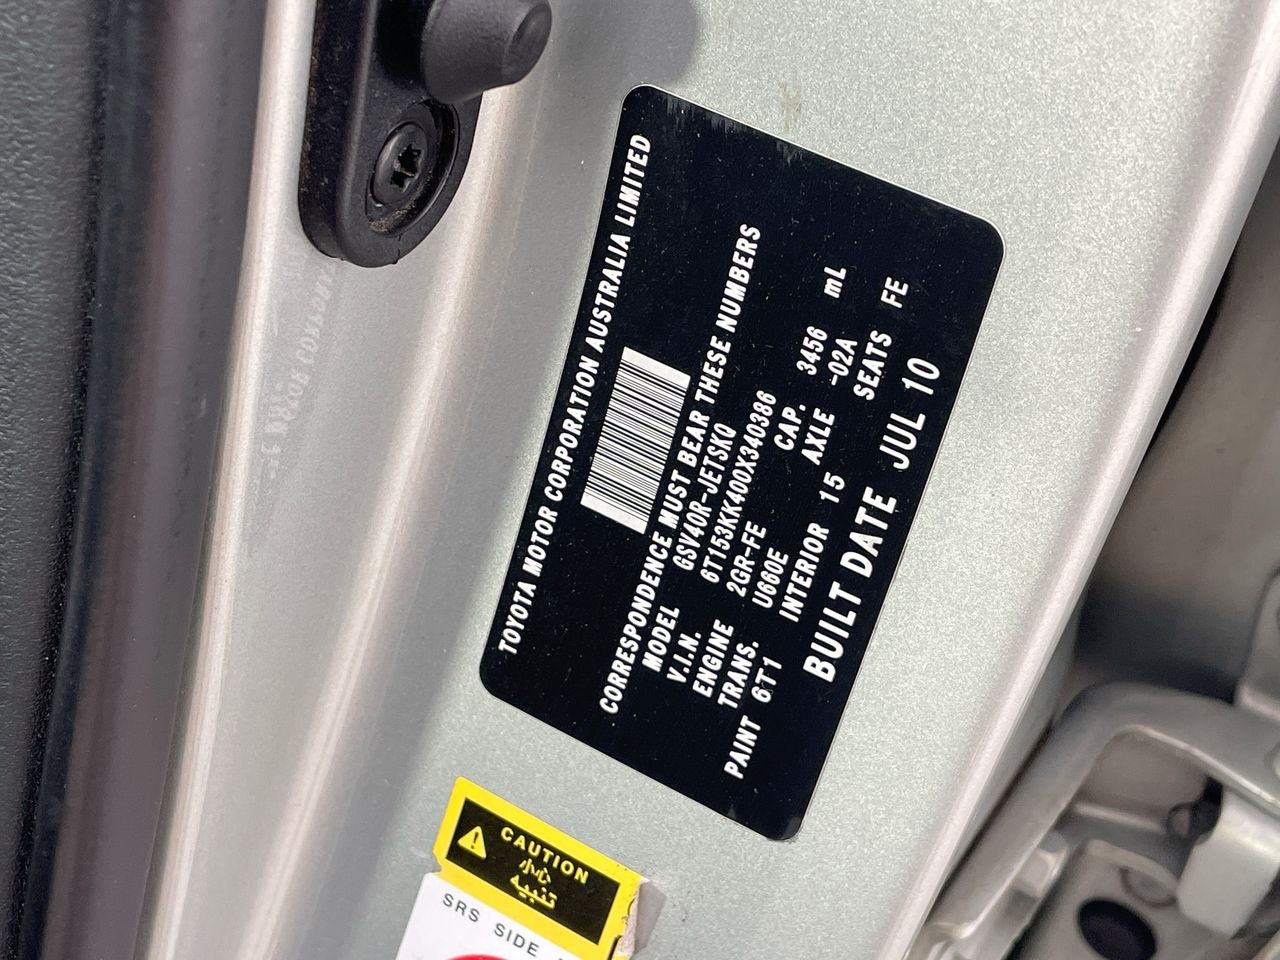 TOYOTA MOTOR CORPORATION AUSTRALIA LIMITED
CORRESPONDENCE MUST BEAR THESE NUMBERS
MODEL GSV40R-JETSKQ
V.I.N. 6T153KK400X340386
ENGINE 2GR-FE CAP. 3456 mL
TRANS. U660E AXLE -02A
PAINT 6T1 INTERIOR 15 SEATS FE
BUILT DATE JUL 10
CAUTION
تنبيه
SRS SIDE